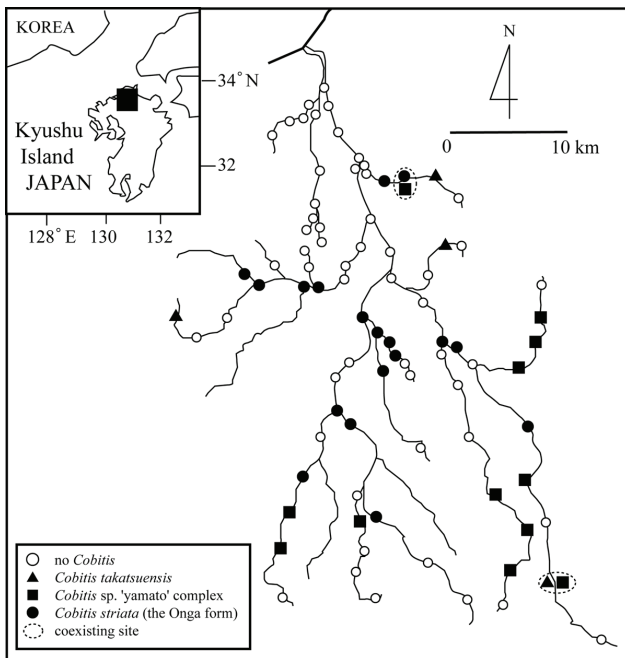 KOREA
34° N
Kyushu
Island
JAPAN
32
128° E 130 132
N
0 10 km
no Cobitis
Cobitis takatsuensis
Cobitis sp. 'yamato' complex
Cobitis striata (the Onga form)
coexisting site